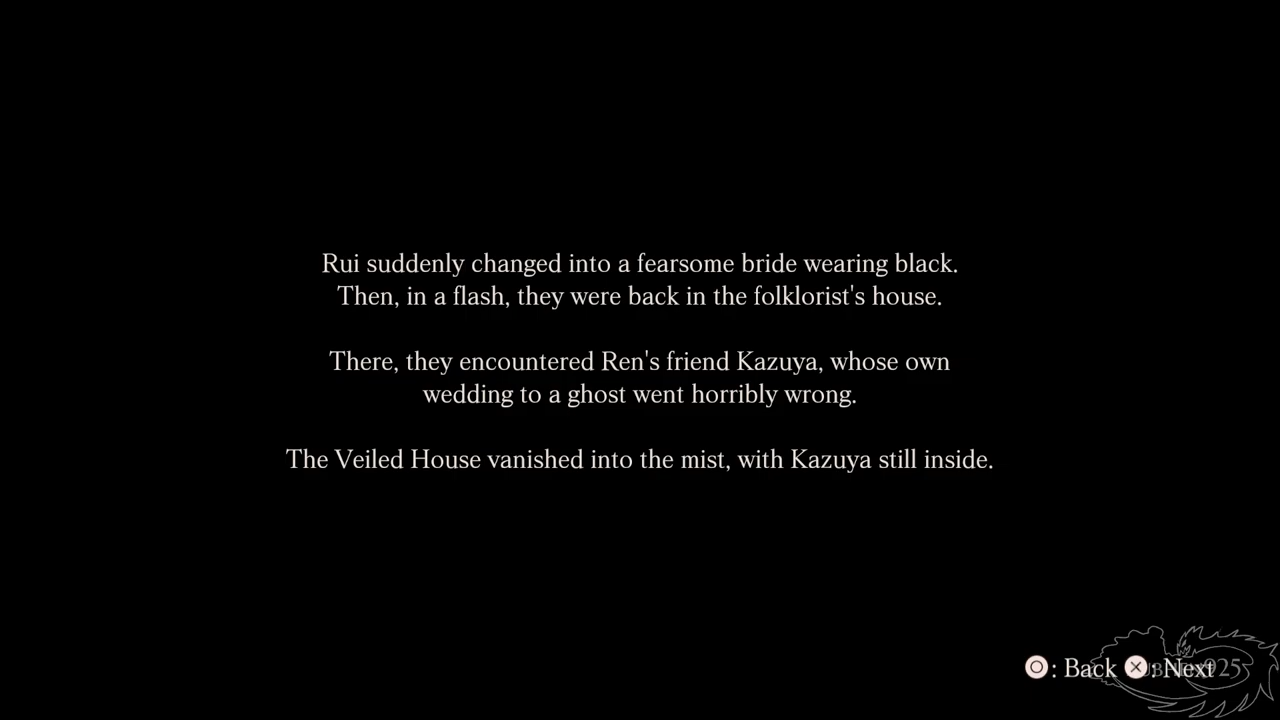 Rui suddenly changed into a fearsome bride wearing black.
Then, in a flash, they were back in the folklorist's house.
There, they encountered Ren's friend Kazuya, whose own
wedding to a ghost went horribly wrong.
The Veiled House vanished into the mist, with Kazuya still inside.
: Back : Next